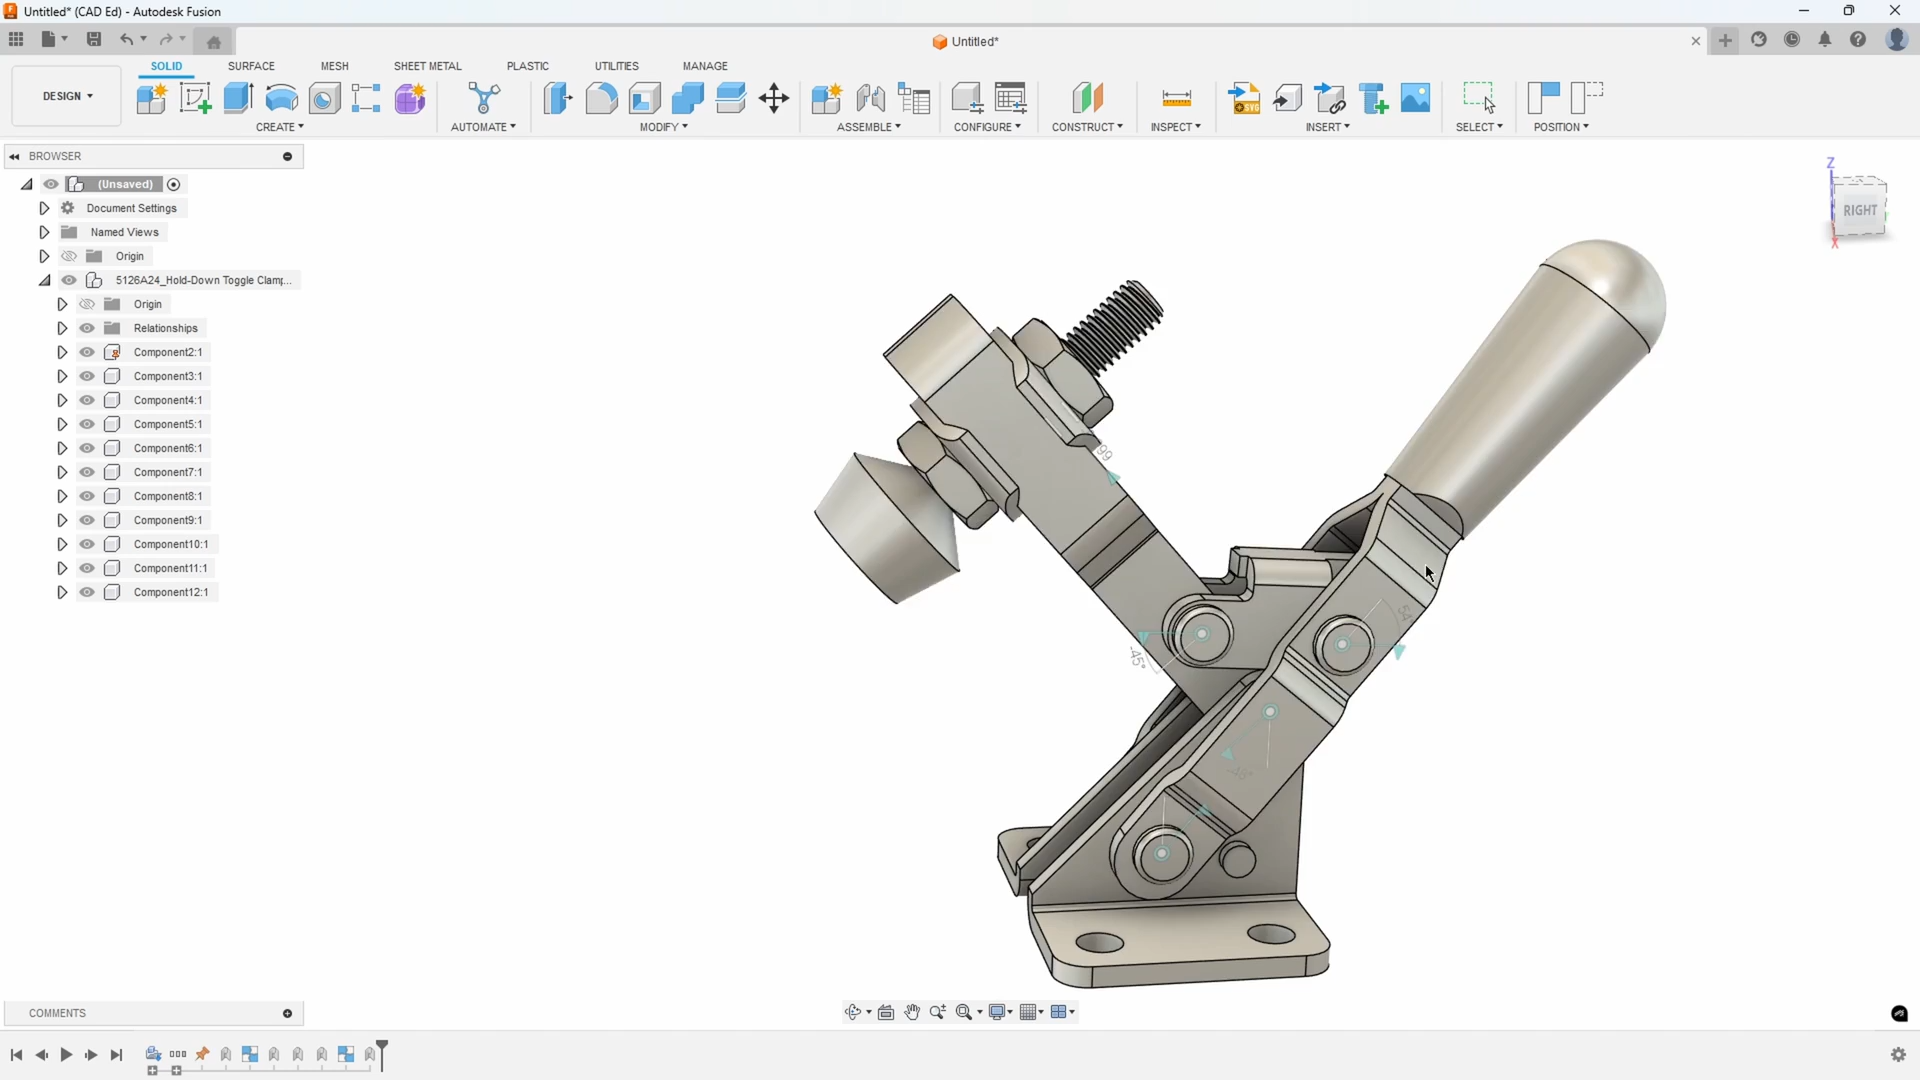 Untitled* (CAD Ed) - Autodesk Fusion
Untitled*
DESIGN
SOLID
SURFACE
MESH
SHEET METAL
PLASTIC
UTILITIES
MANAGE
CREATE
AUTOMATE
MODIFY
ASSEMBLE
CONFIGURE
CONSTRUCT
INSPECT
SVG
INSERT
SELECT
POSITION
BROWSER
(Unsaved)
Document Settings
Named Views
Origin
5126A24_Hold-Down Toggle Clamp...
Origin
Relationships
Component2:1
Component3:1
Component4:1
Component5:1
Component6:1
Component7:1
Component8:1
Component9:1
Component10:1
Component11:1
Component12:1
Z
RIGHT
X
-45°
COMMENTS